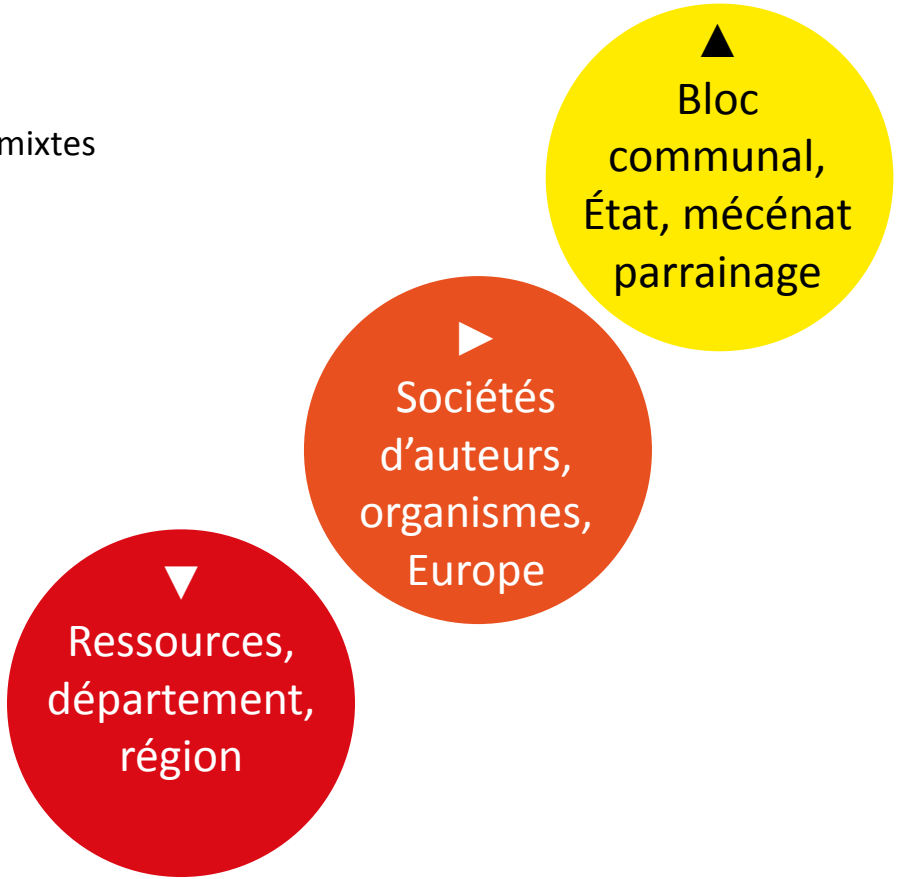 mixtes
▲
Bloc
communal,
État, mécénat
parrainage
►
Sociétés
d’auteurs,
organismes,
Europe
▼
Ressources,
département,
région